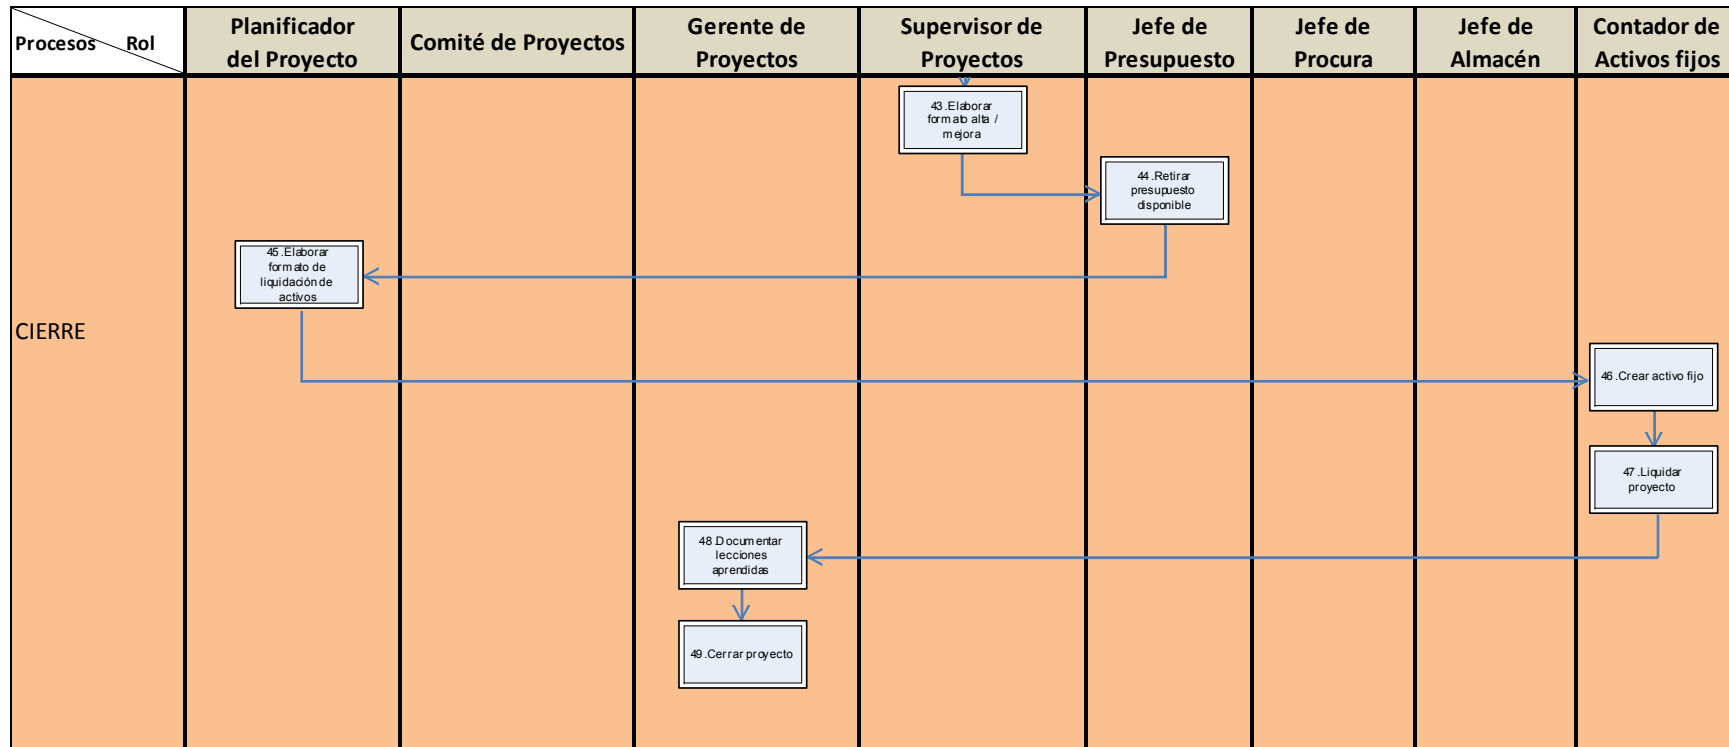 Procesos Rol
Planificador
del Proyecto
Comité de Proyectos
Gerente de
Proyectos
Supervisor de
Proyectos
Jefe de
Presupuesto
Jefe de
Procura
Jefe de
Almacén
Contador de
Activos fijos
CIERRE
43.Elaborar
formato alta /
mejora
44.Retirar
presupuesto
disponible
45.Elaborar
formato de
liquidación de
activos
46.Crear activo fijo
47.Liquidar
proyecto
48.Documentar
lecciones
aprendidas
49.Cerrar proyecto